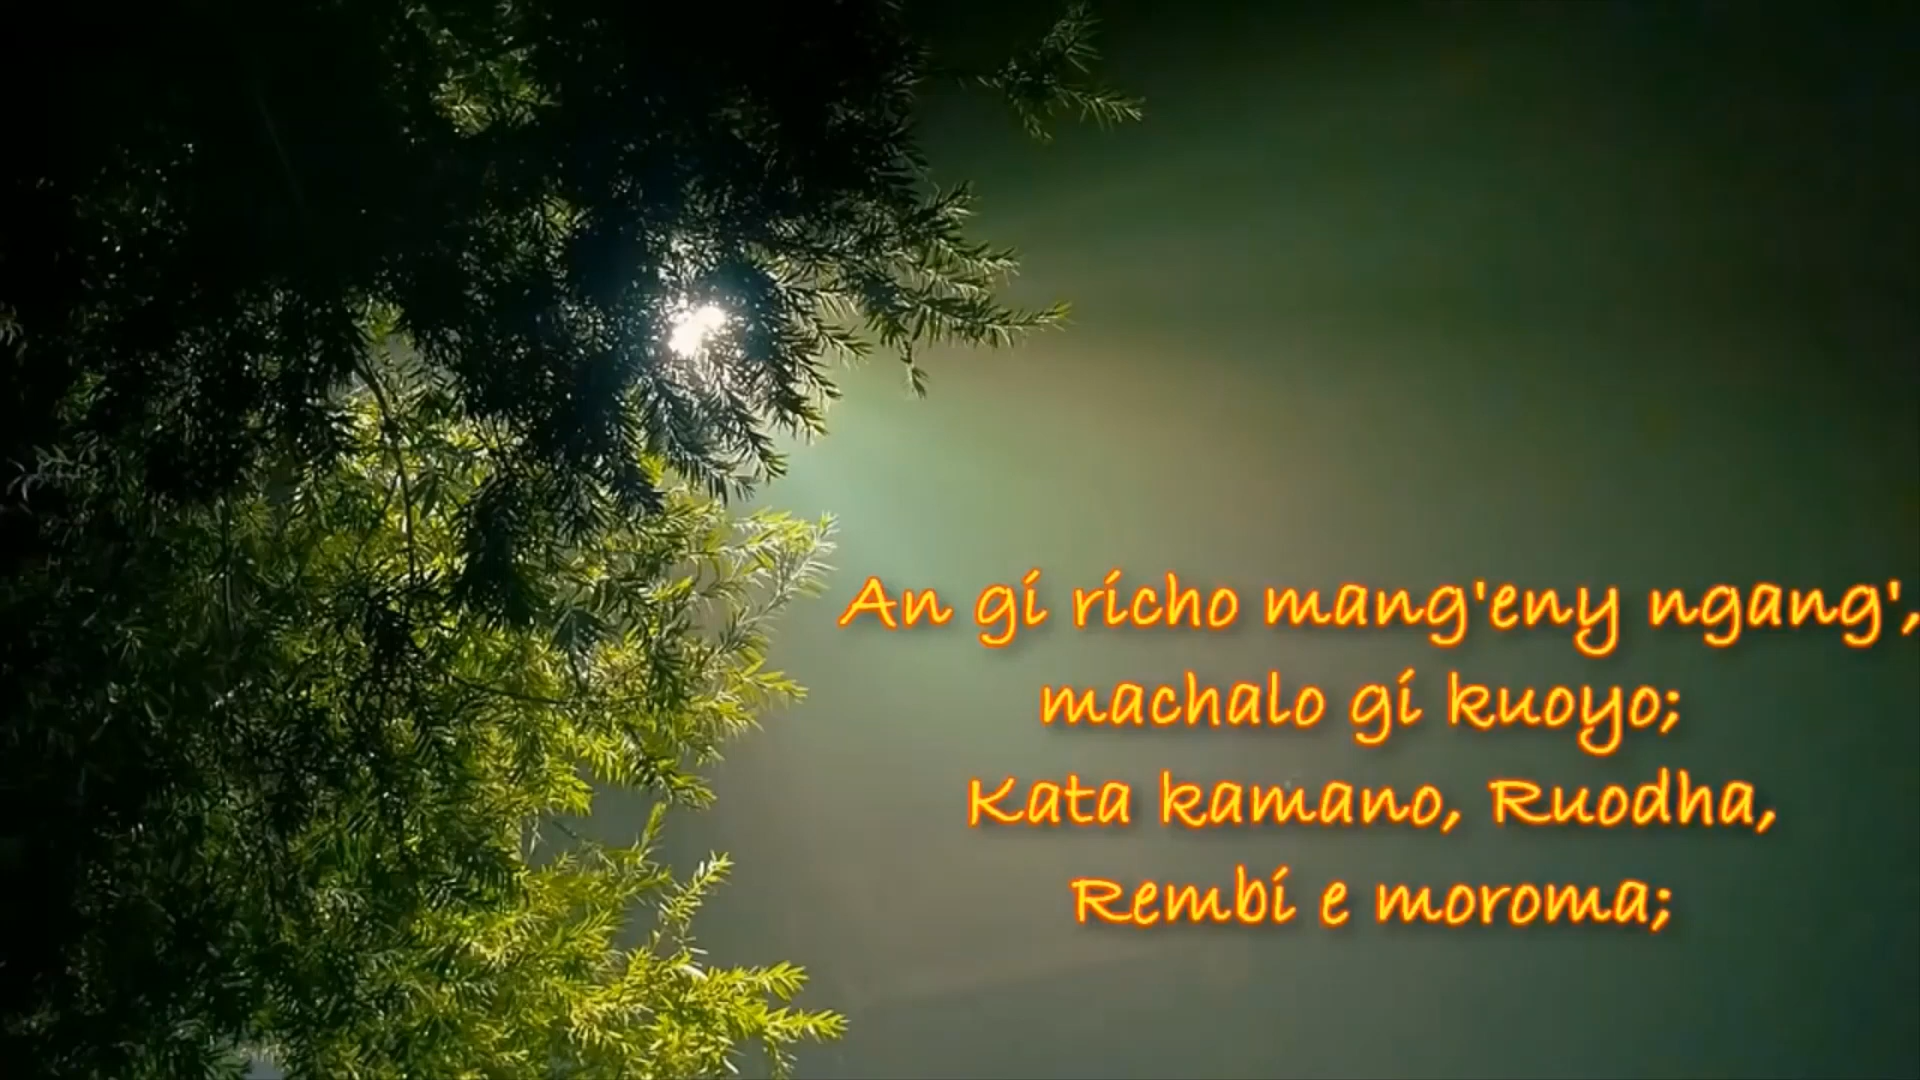 An gi richo mang'eny ngang',
machalo gi kuoyo;
Kata kamano, Ruodha,
Rembi e moroma;